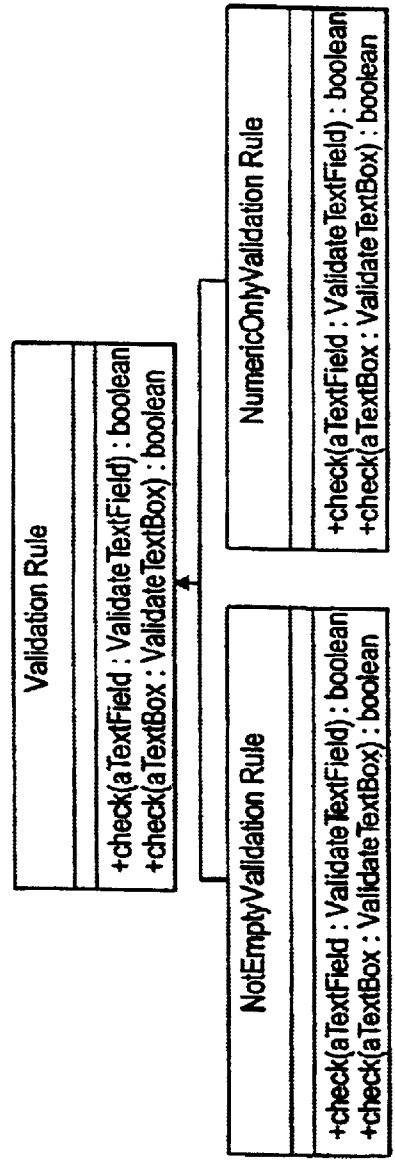 Validation Rule
+check(aTextField : ValidateTextField) : boolean
+check(aTextBox : ValidateTextBox) : boolean
NotEmptyValidation Rule
+check(aTextField : ValidateTextField) : boolean
+check(aTextBox : ValidateTextBox) : boolean
NumericOnlyValidation Rule
+check(aTextField : ValidateTextField) : boolean
+check(aTextBox : ValidateTextBox) : boolean